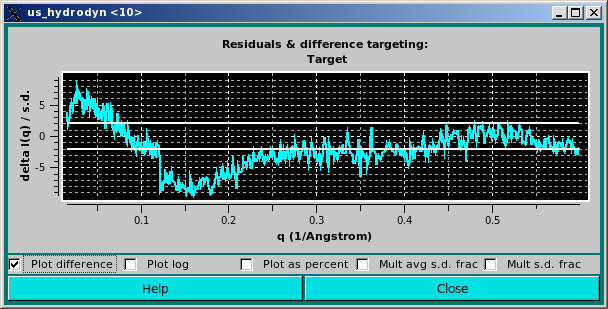 us_hydrodyn <10>
Residuals & difference targeting:
Target
delta I(q) / s.d.
5
0
-5
0.1 0.2 0.3 0.4 0.5
q (1/Angstrom)
Plot difference Plot log Plot as percent Mult avg s.d. frac Mult s.d. frac
Help Close